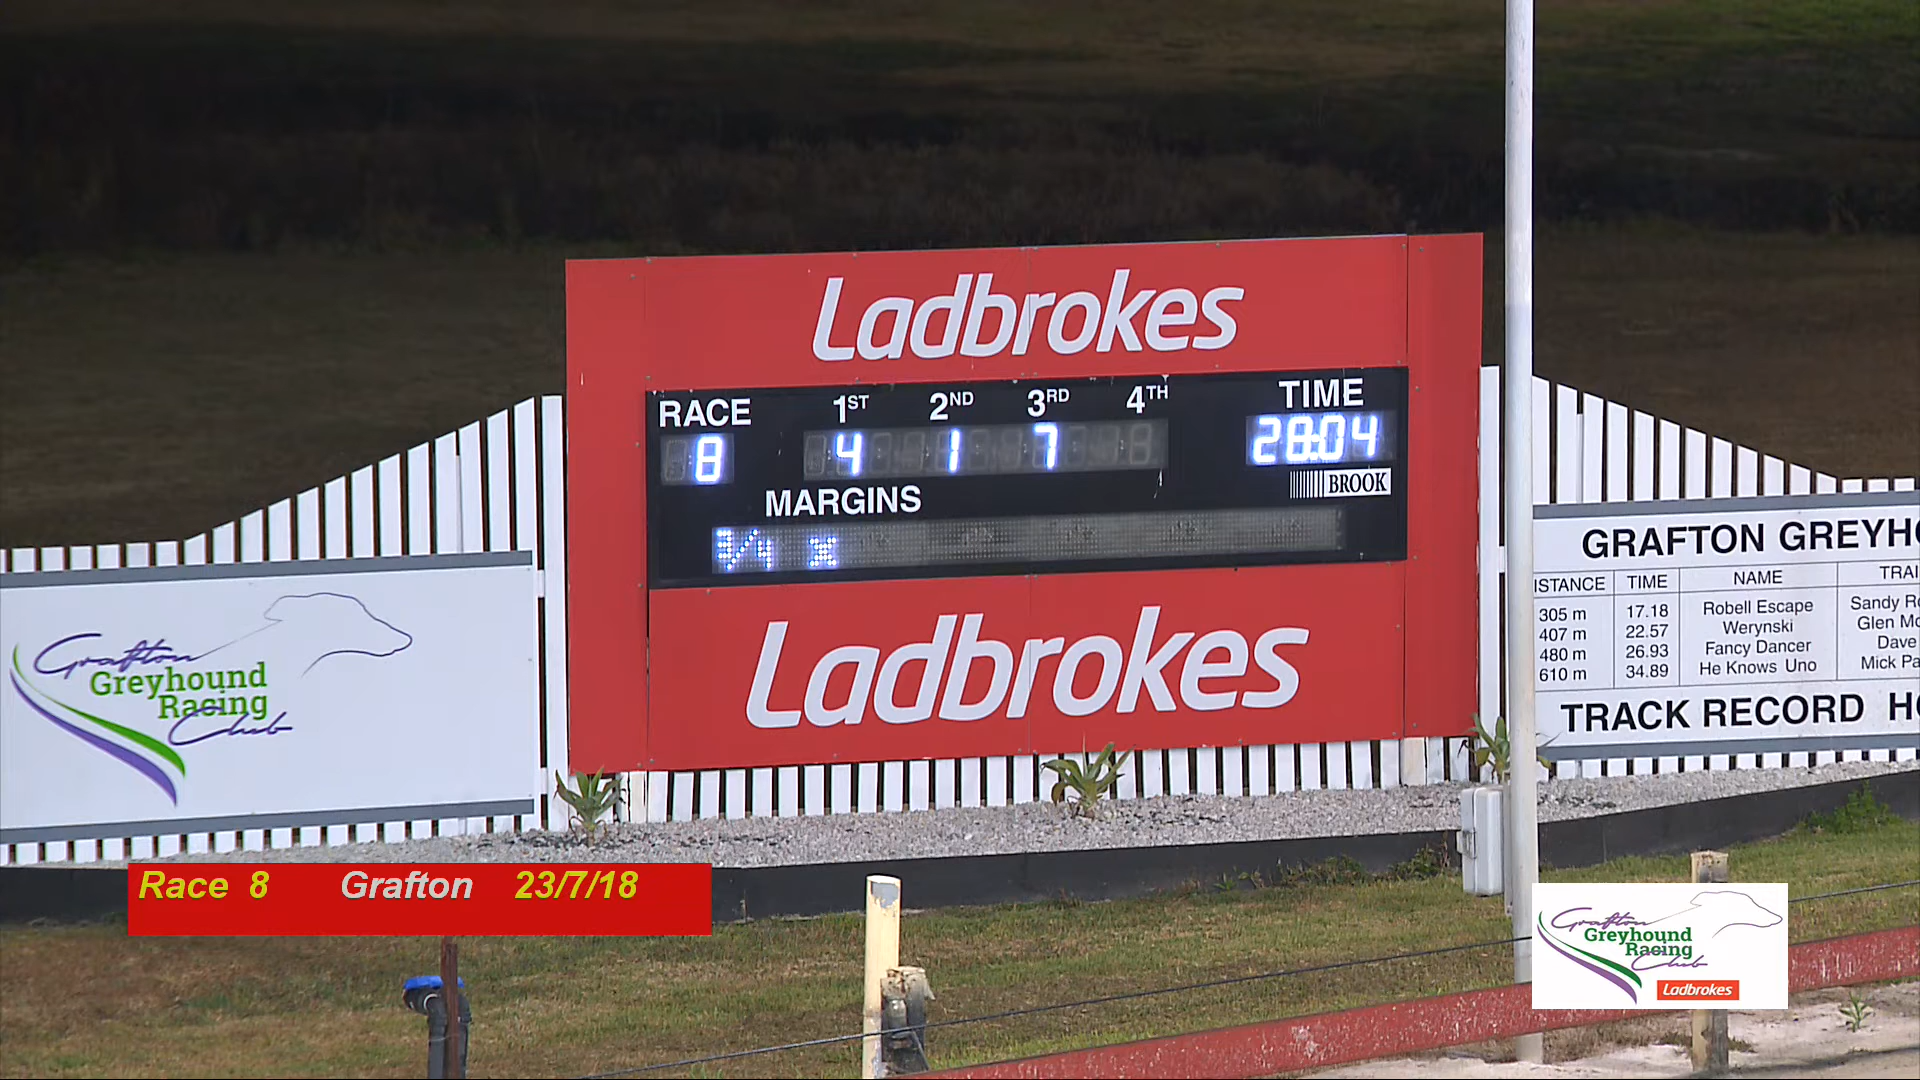 Ladbrokes
RACE 1ST 2ND 3RD 4TH TIME
8 4 1 7 28:04
BROOK
MARGINS
3/4
Ladbrokes
Grafton
Greyhound
Racing
Club
GRAFTON GREYH
ISTANCE TIME NAME
305 m 17.18 Robell Escape Sandy
407 m 22.57 Werynski Glen
480 m 26.93 Fancy Dancer Dave
610 m 34.89 He Knows Uno Mick
TRACK RECORD
Race 8 Grafton 23/7/18
Grafton
Greyhound
Racing
Club
Ladbrokes